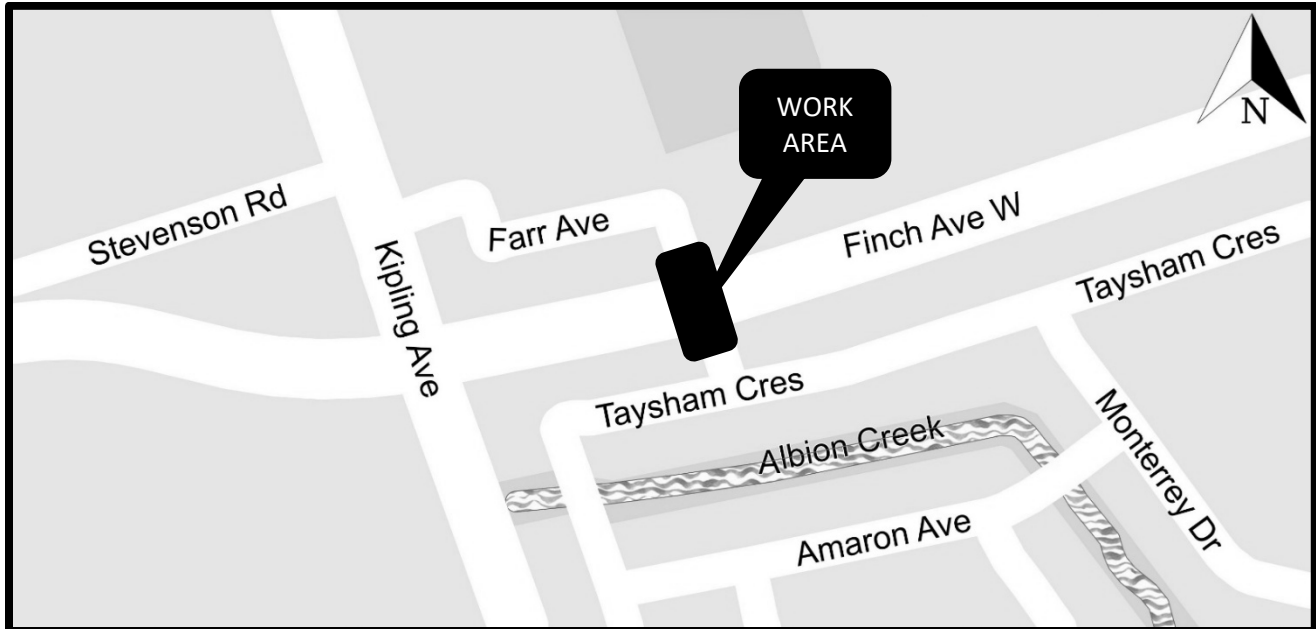 WORK
AREA
N
Stevenson Rd
Farr Ave
Finch Ave W
Kipling Ave
Taysham Cres
Taysham Cres
Albion Creek
Monterrey Dr
Amaron Ave